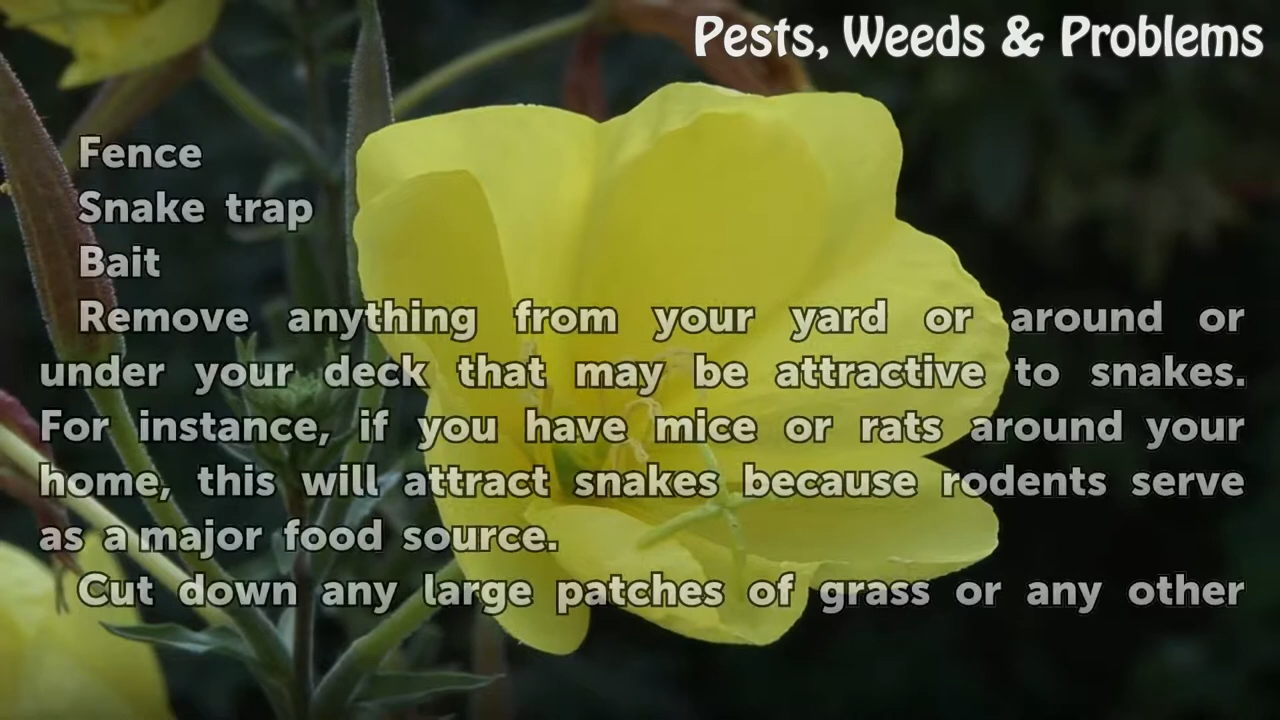 Pests, Weeds & Problems
Fence
Snake trap
Bait
Remove anything from your yard or around or
under your deck that may be attractive to snakes.
For instance, if you have mice or rats around your
home, this will attract snakes because rodents serve
as a major food source.
Cut down any large patches of grass or any other